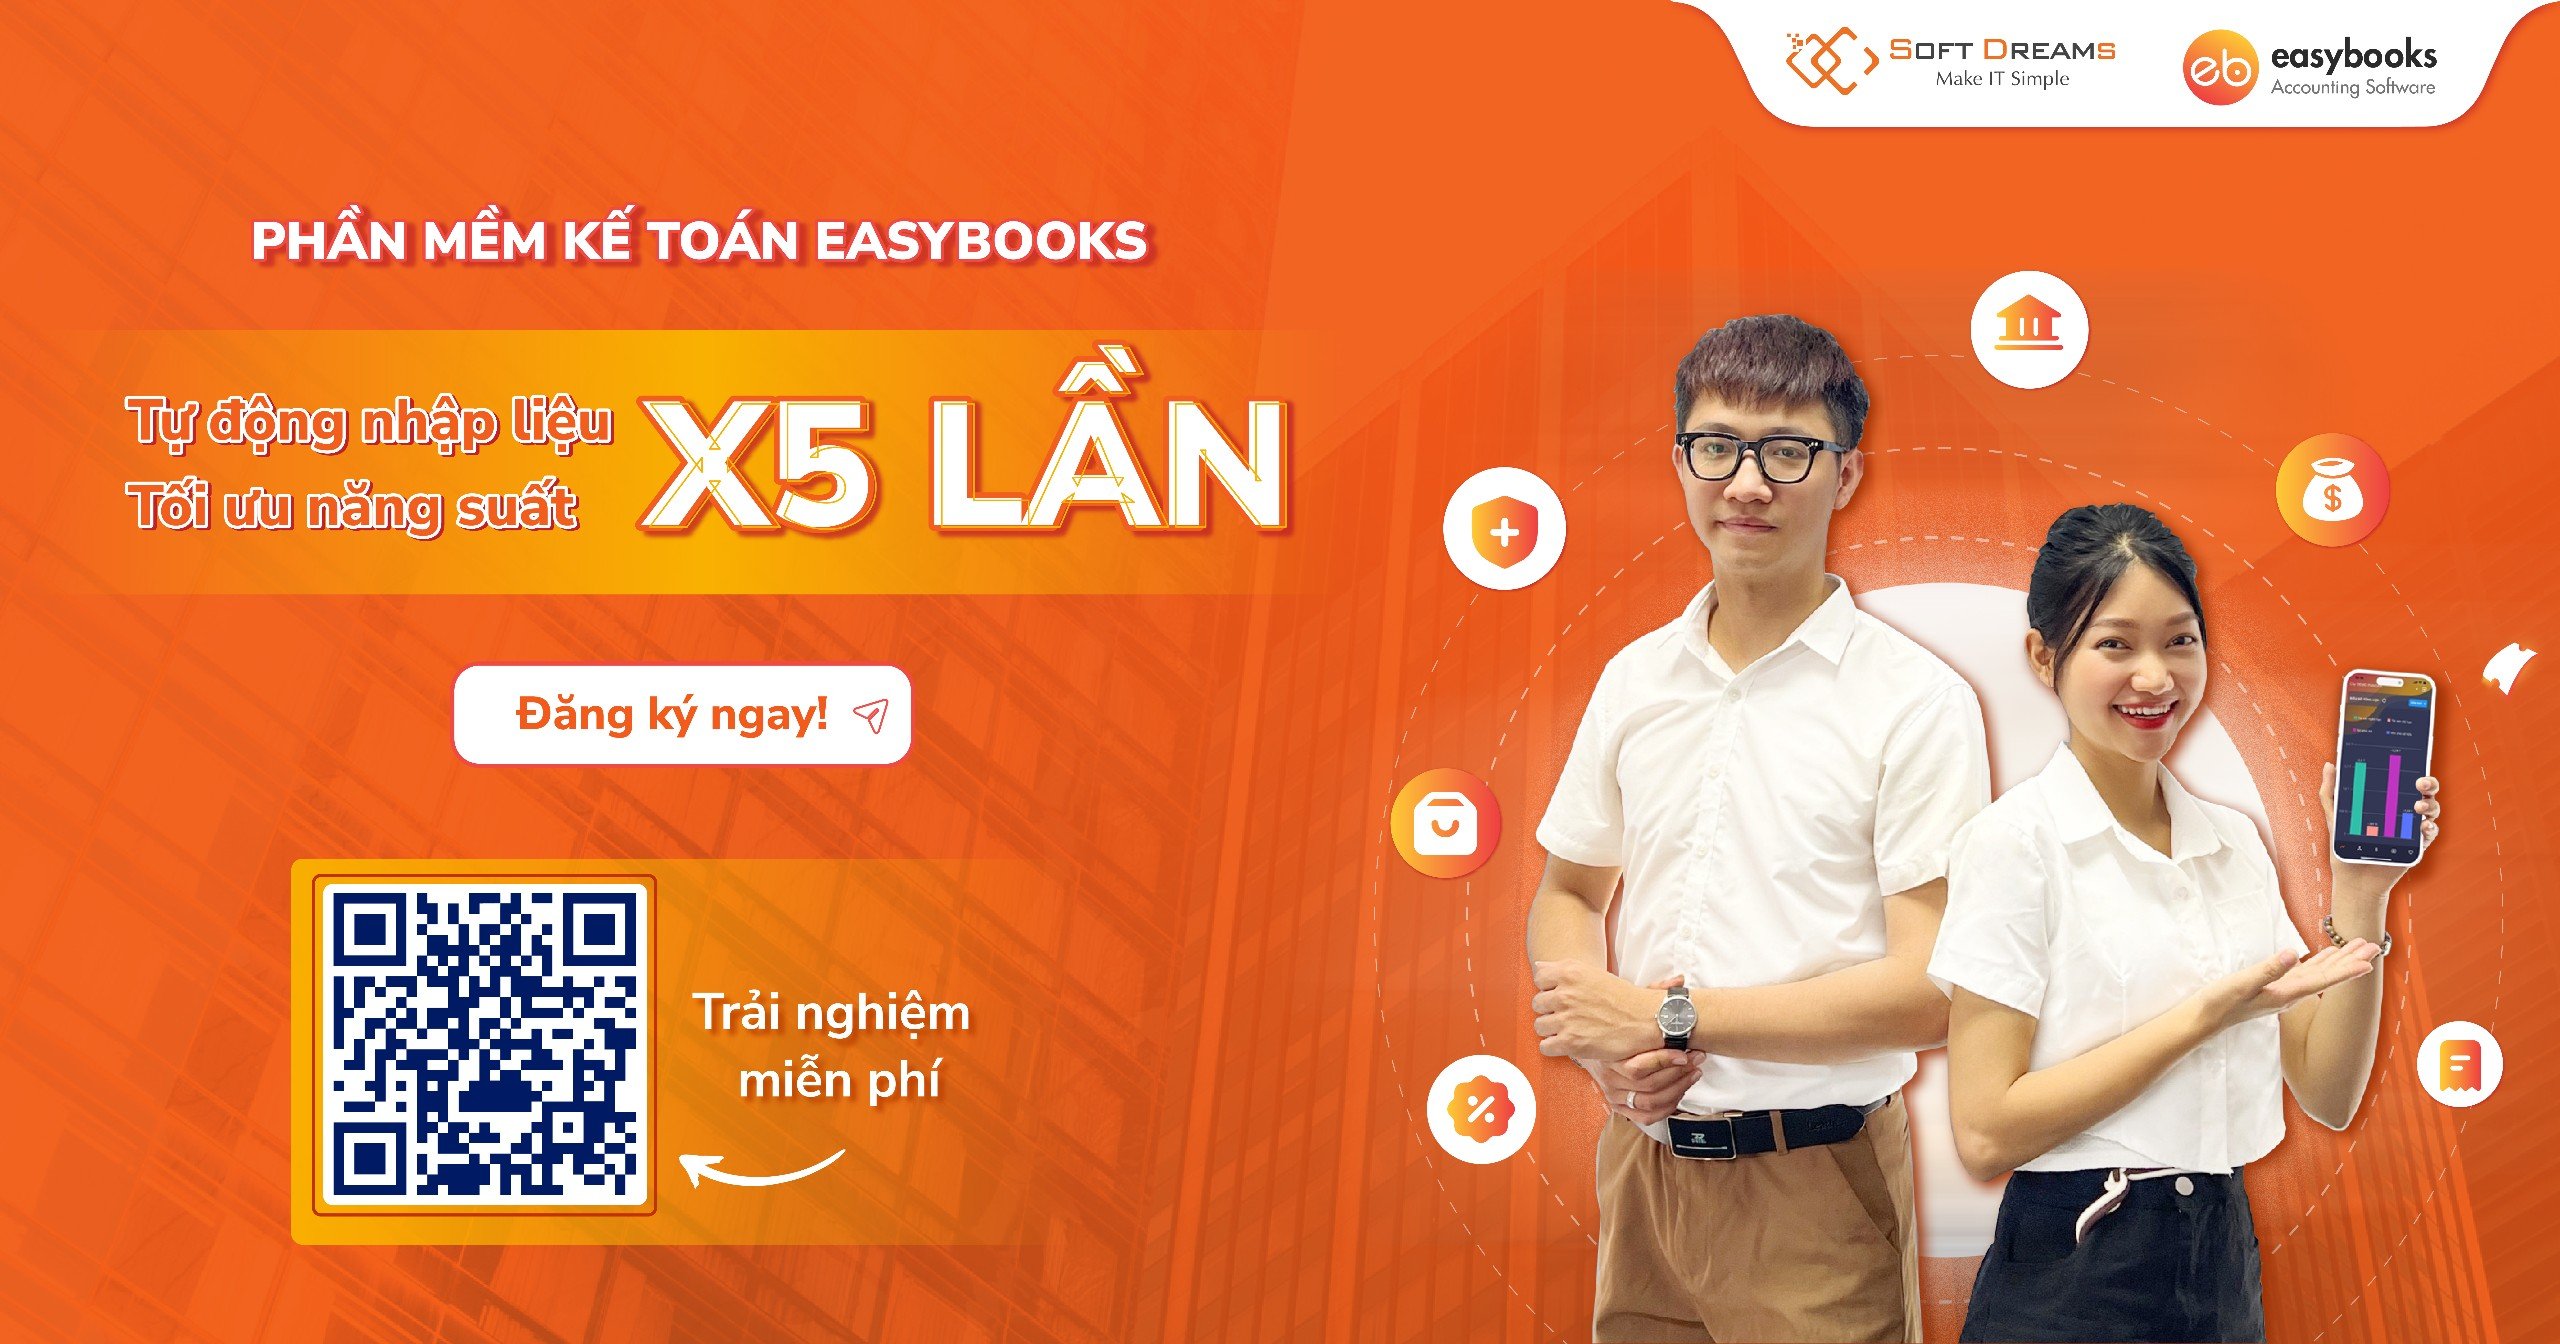 SOFT DREAMS
Make IT Simple
eb easybooks
Accounting Software
PHẦN MỀM KẾ TOÁN EASYBOOKS
Tự động nhập liệu
Tối ưu năng suất
X5 LẦN
Đăng ký ngay!
Trải nghiệm
miễn phí